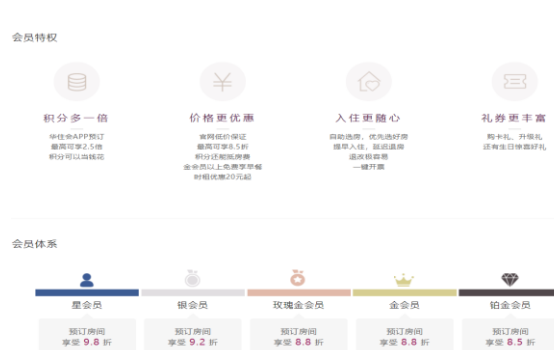 会员特权
积分多一倍
华住会APP预订
最高可享2.5倍
积分可以当钱花
价格更优惠
官网低价保证
最高可享8.5折
积分还能抵房费
金会员以上免费享早餐
时租优惠20元起
入住更随心
自助选房，优先选好房
提早入住，延迟退房
退改极容易
一键开票
礼券更丰富
购卡礼、升级礼
还有生日惊喜好礼
会员体系
星会员
预订房间
享受 9.8 折
银会员
预订房间
享受 9.2 折
玫瑰金会员
预订房间
享受 8.8 折
金会员
预订房间
享受 8.8 折
铂金会员
预订房间
享受 8.5 折